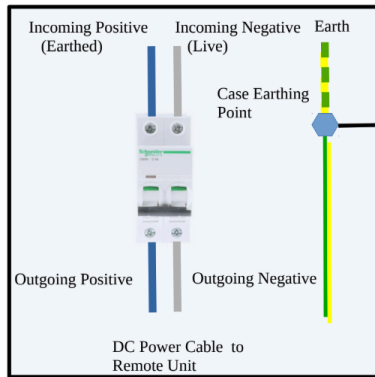 Incoming Positive
(Earthed)
Incoming Negative
(Live)
Earth
Case Earthing
Point
Schneider
Outgoing Positive
Outgoing Negative
DC Power Cable to
Remote Unit